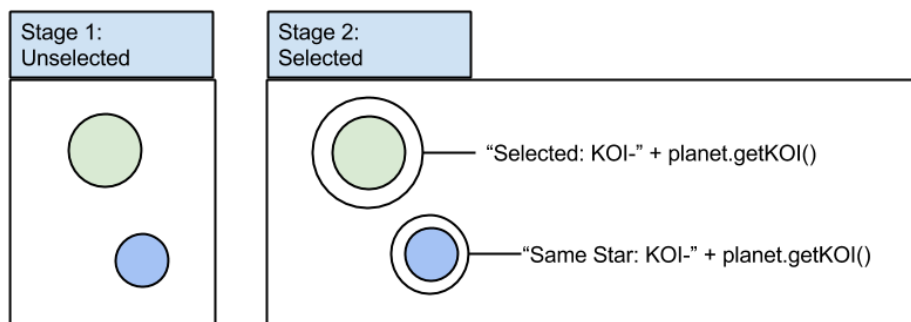 Stage 1:
Unselected
Stage 2:
Selected
“Selected: KOI-” + planet.getKOI()
“Same Star: KOI-” + planet.getKOI()